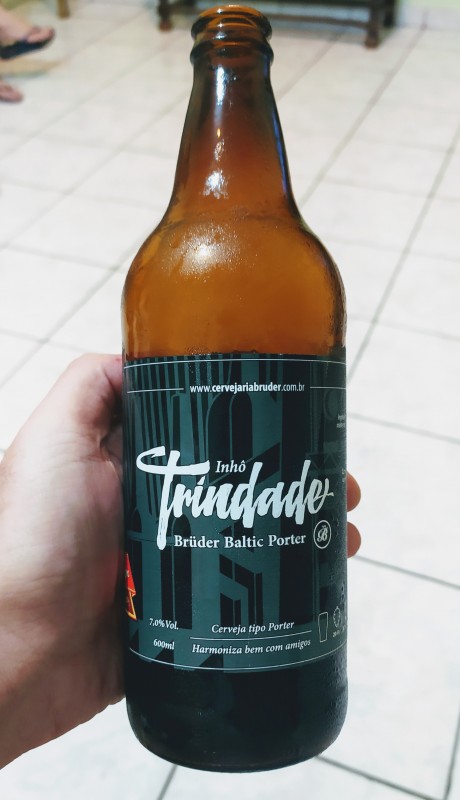 www.cervejariabruder.com.br
Inhô
Trindade
Brüder Baltic Porter
B
7,0% Vol.
600ml
Cerveja tipo Porter
Harmoniza bem com amigos